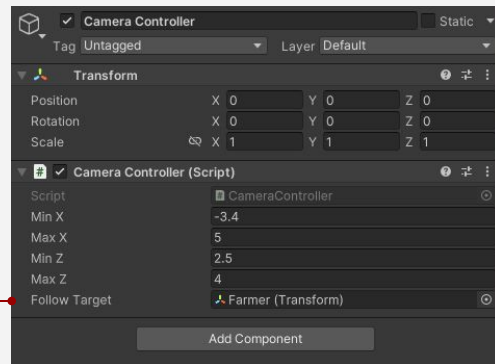 Camera Controller Static
Tag Untagged Layer Default
Transform
Position X 0 Y 0 Z 0
Rotation X 0 Y 0 Z 0
Scale X 1 Y 1 Z 1
# Camera Controller (Script)
Script # CameraController
Min X -3.4
Max X 5
Min Z 2.5
Max Z 4
Follow Target Farmer (Transform)
Add Component